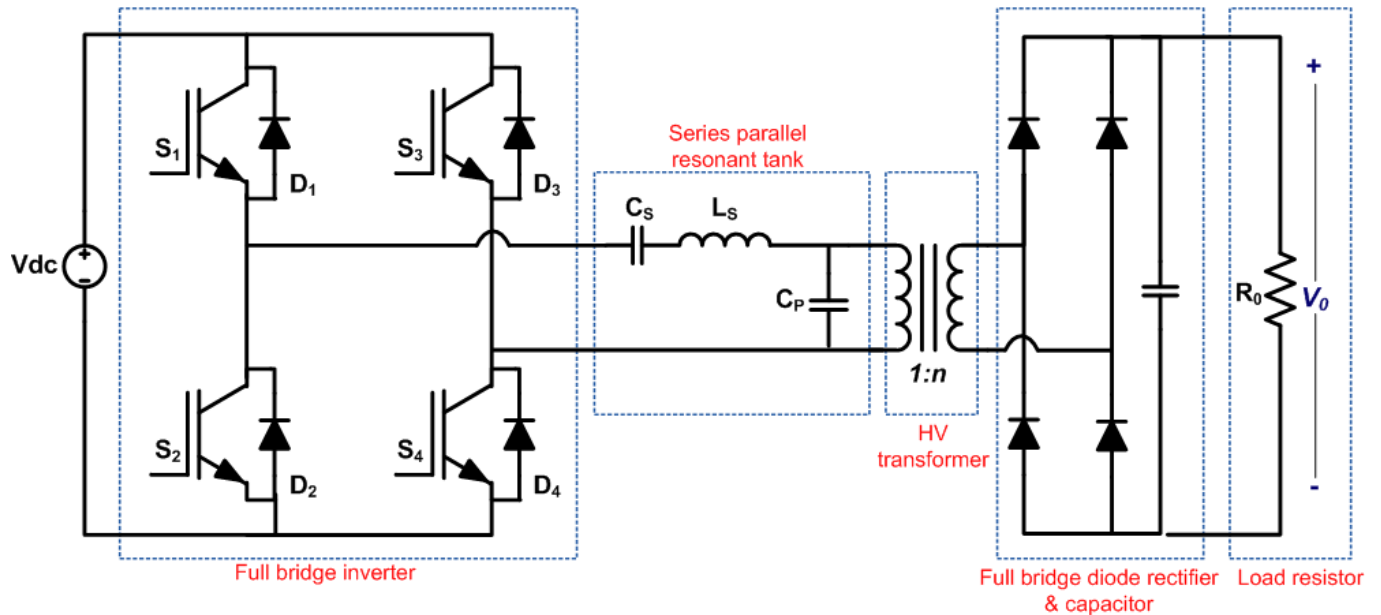 S1
D1
S3
D3
Series parallel
resonant tank
CS
LS
Vdc
+
-
CP
1:n
HV
transformer
S2
D2
S4
D4
R0
+
V0
-
Full bridge inverter
Full bridge diode rectifier
& capacitor
Load resistor